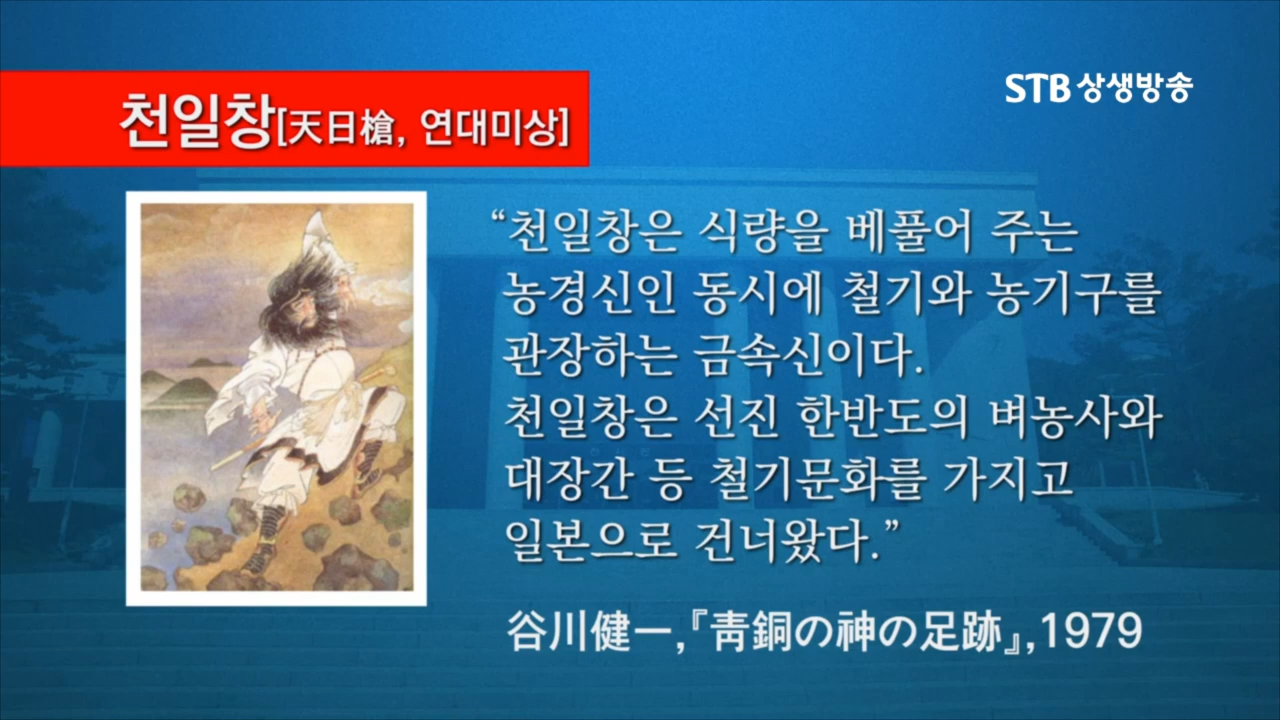 천일창[天日槍, 연대미상]
STB 상생방송
“천일창은 식량을 베풀어 주는
농경신인 동시에 철기와 농기구를
관장하는 금속신이다.
천일창은 선진 한반도의 벼농사와
대장간 등 철기문화를 가지고
일본으로 건너왔다.”
谷川健一,『靑銅の神の足跡』,1979